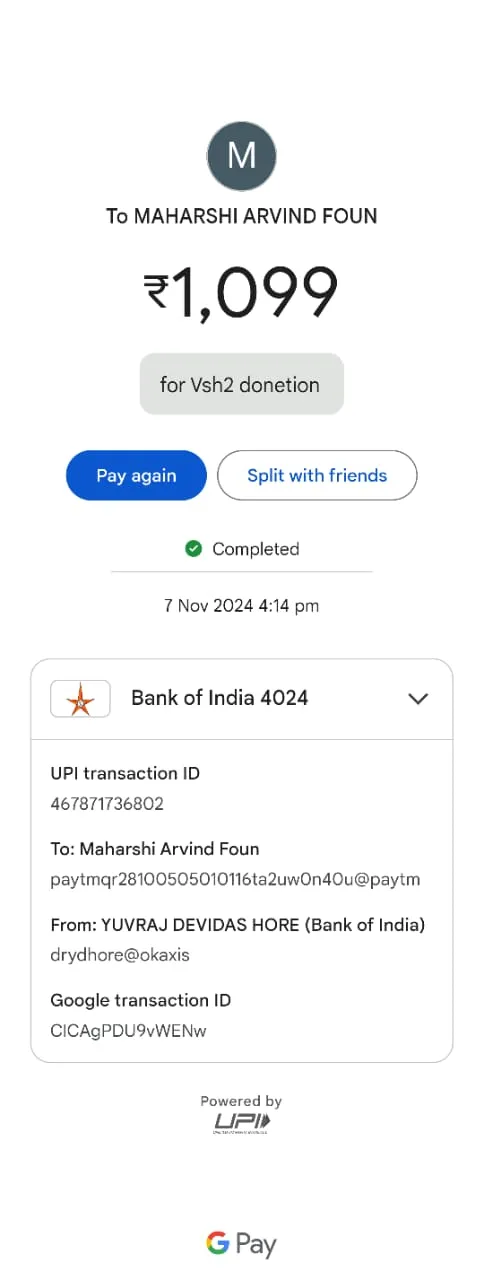 M
To MAHARSHI ARVIND FOUN
₹1,099
for Vsh2 donetion
Pay again
Split with friends
Completed
7 Nov 2024 4:14 pm
Bank of India 4024
UPI transaction ID
467871736802
To: Maharshi Arvind Foun
paytmqr28100505010116ta2uw0n40u@paytm
From: YUVRAJ DEVIDAS HORE (Bank of India)
drydhore@okaxis
Google transaction ID
CICAgPDU9vWENw
Powered by
UPI
G Pay